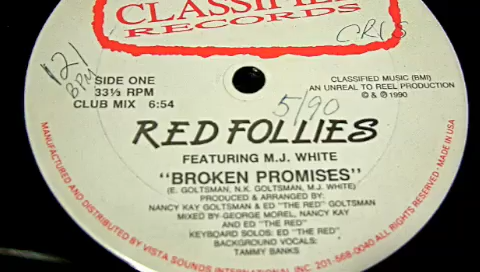 CLASSIFIED
RECORDS
CRIS
121
BPM
SIDE ONE
33⅓ RPM
CLUB MIX 6:54
CLASSIFIED MUSIC (BMI)
AN UNREAL TO REEL PRODUCTION
© & ℗ 1990
5/90
RED FOLLIES
FEATURING M.J. WHITE
"BROKEN PROMISES"
(E. GOLTSMAN, N.K. GOLTSMAN, M.J. WHITE)
PRODUCED & ARRANGED BY:
NANCY KAY GOLTSMAN & ED "THE RED" GOLTSMAN
MIXED BY: GEORGE MOREL, NANCY KAY
AND ED "THE RED"
KEYBOARD SOLOS: ED "THE RED"
BACKGROUND VOCALS:
TAMMY BANKS
MANUFACTURED AND DISTRIBUTED BY VISTA SOUNDS INTERNATIONAL INC. 201-568-0040 ALL RIGHTS RESERVED · MADE IN USA